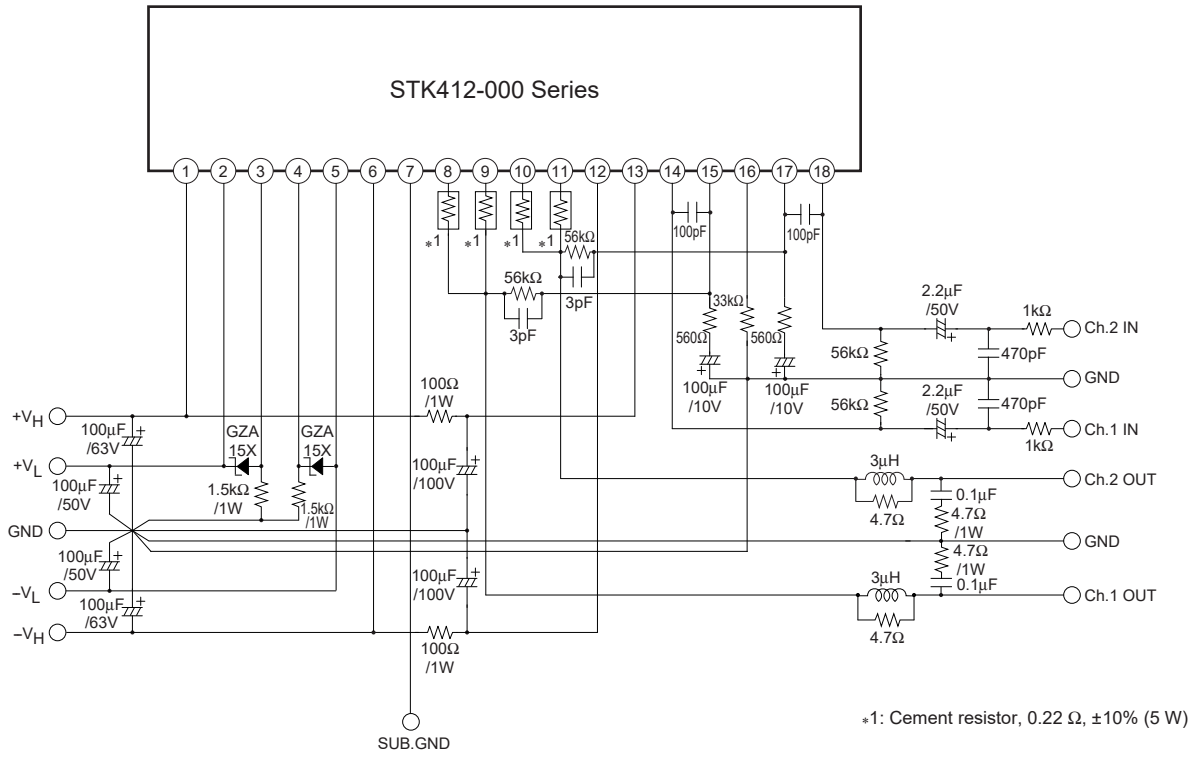 STK412-000 Series
1 2 3 4 5 6 7 8 9 10 11 12 13 14 15 16 17 18
*1 *1 *1 *1
100pF
100pF
56kΩ
3pF
56kΩ
3pF
33kΩ
560Ω
560Ω
100µF
/10V
100µF
/10V
2.2µF
/50V
1kΩ
Ch.2 IN
56kΩ
470pF
GND
56kΩ
2.2µF
/50V
470pF
Ch.1 IN
1kΩ
+VH
100µF
/63V
100Ω
/1W
+VL
GZA
15X
GZA
15X
100µF
/50V
1.5kΩ
/1W
1.5kΩ
/1W
100µF
/100V
GND
100µF
/50V
100µF
/100V
−VL
100µF
/63V
−VH
100Ω
/1W
3µH
Ch.2 OUT
4.7Ω
0.1µF
4.7Ω
/1W
GND
4.7Ω
/1W
0.1µF
3µH
Ch.1 OUT
4.7Ω
SUB.GND
*1: Cement resistor, 0.22 Ω, ±10% (5 W)